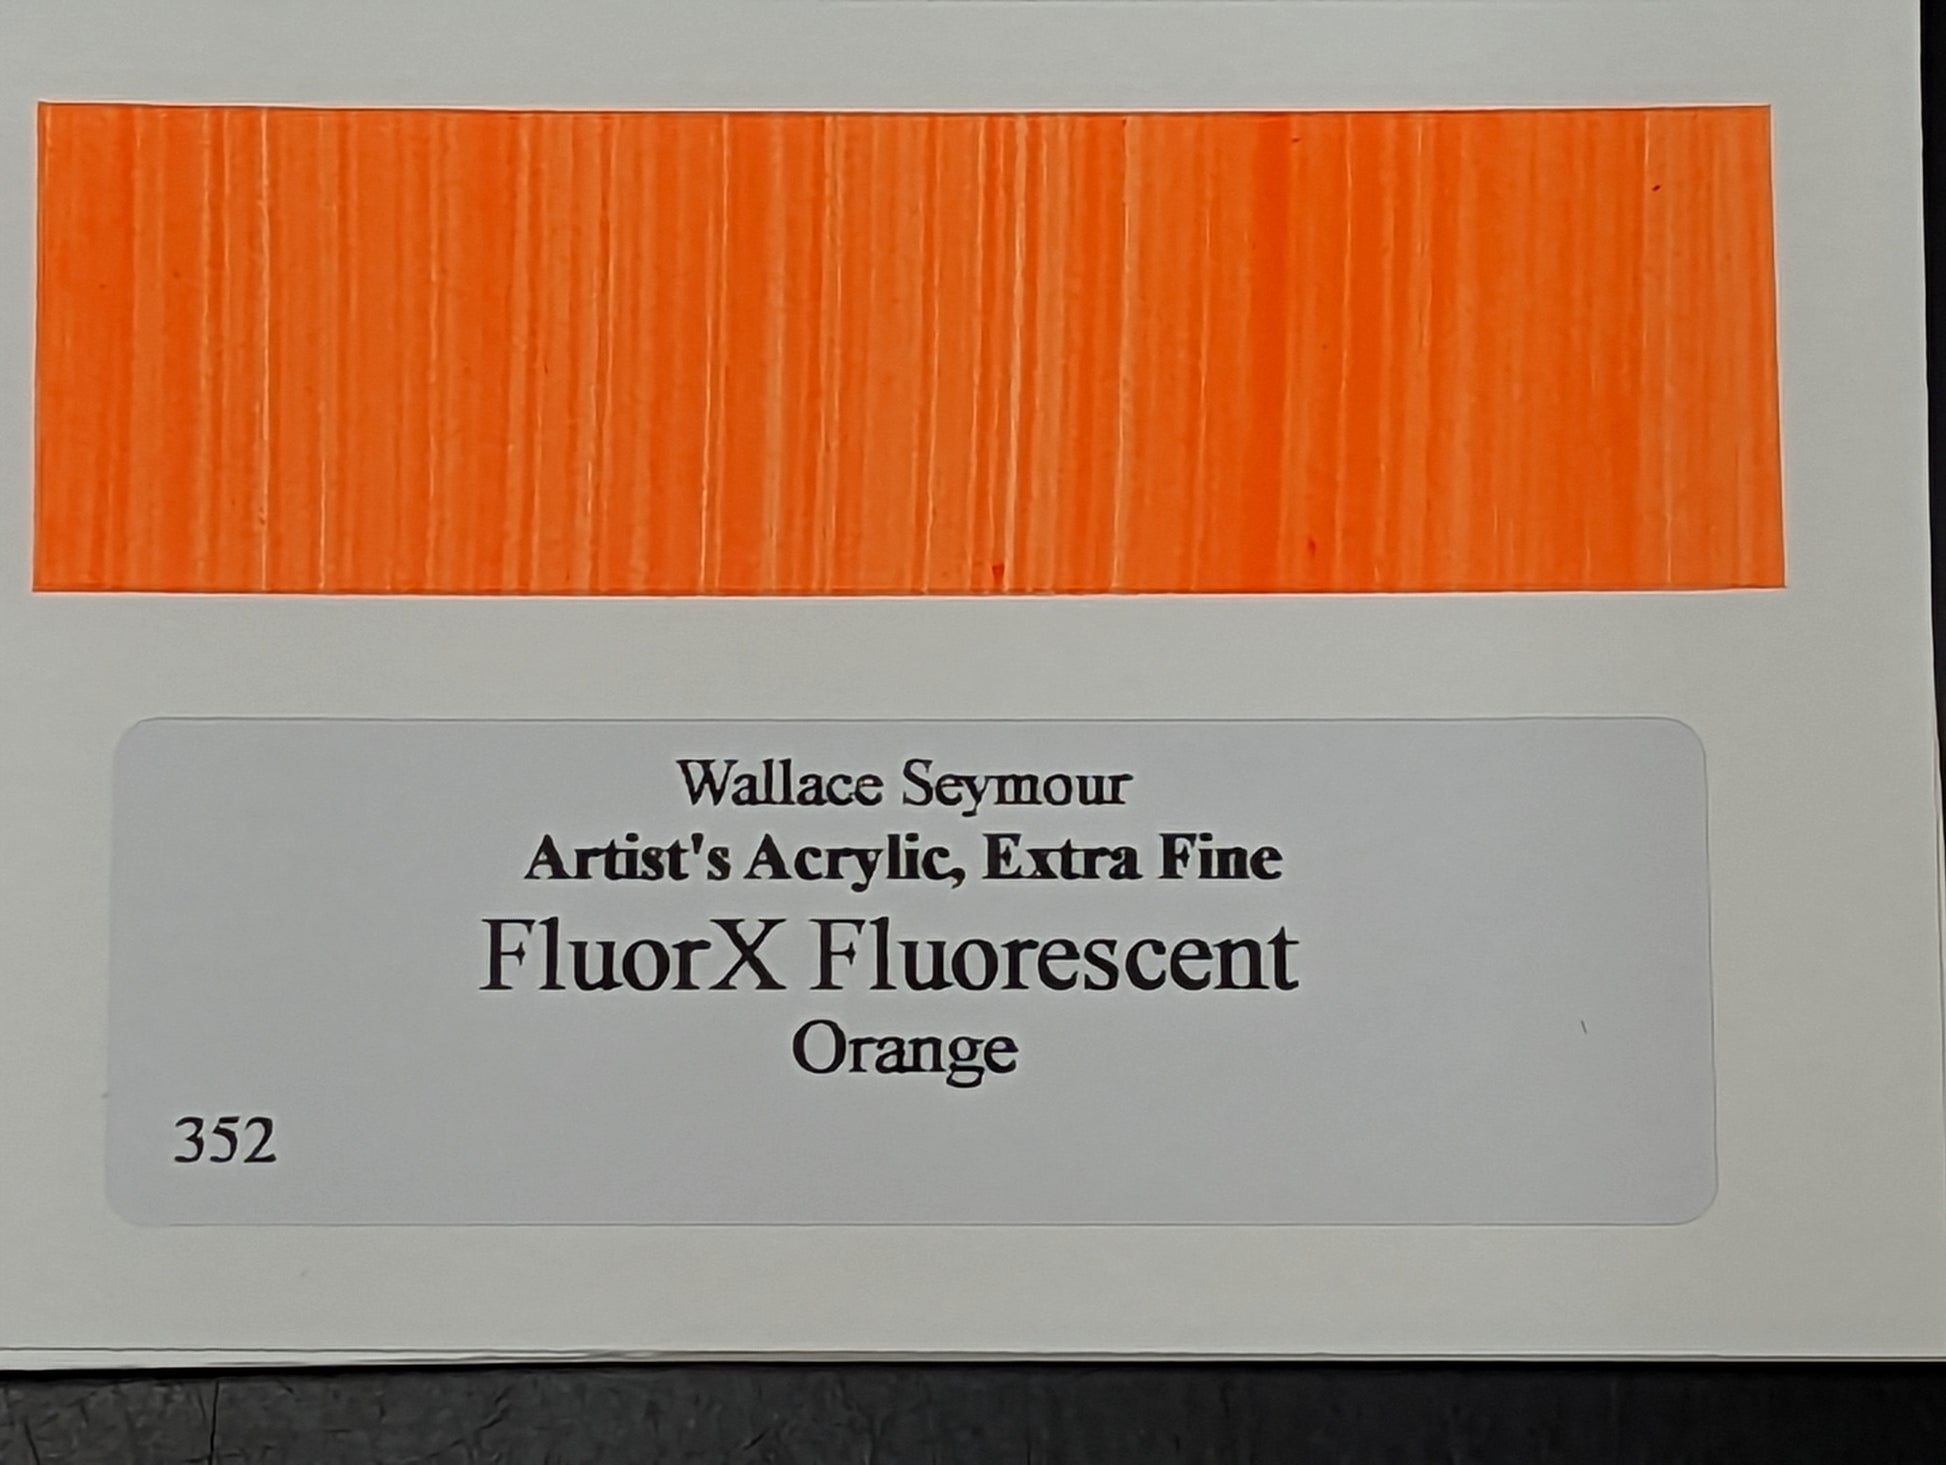 Wallace Seymour
Artist's Acrylic, Extra Fine
FluorX Fluorescent
Orange
352